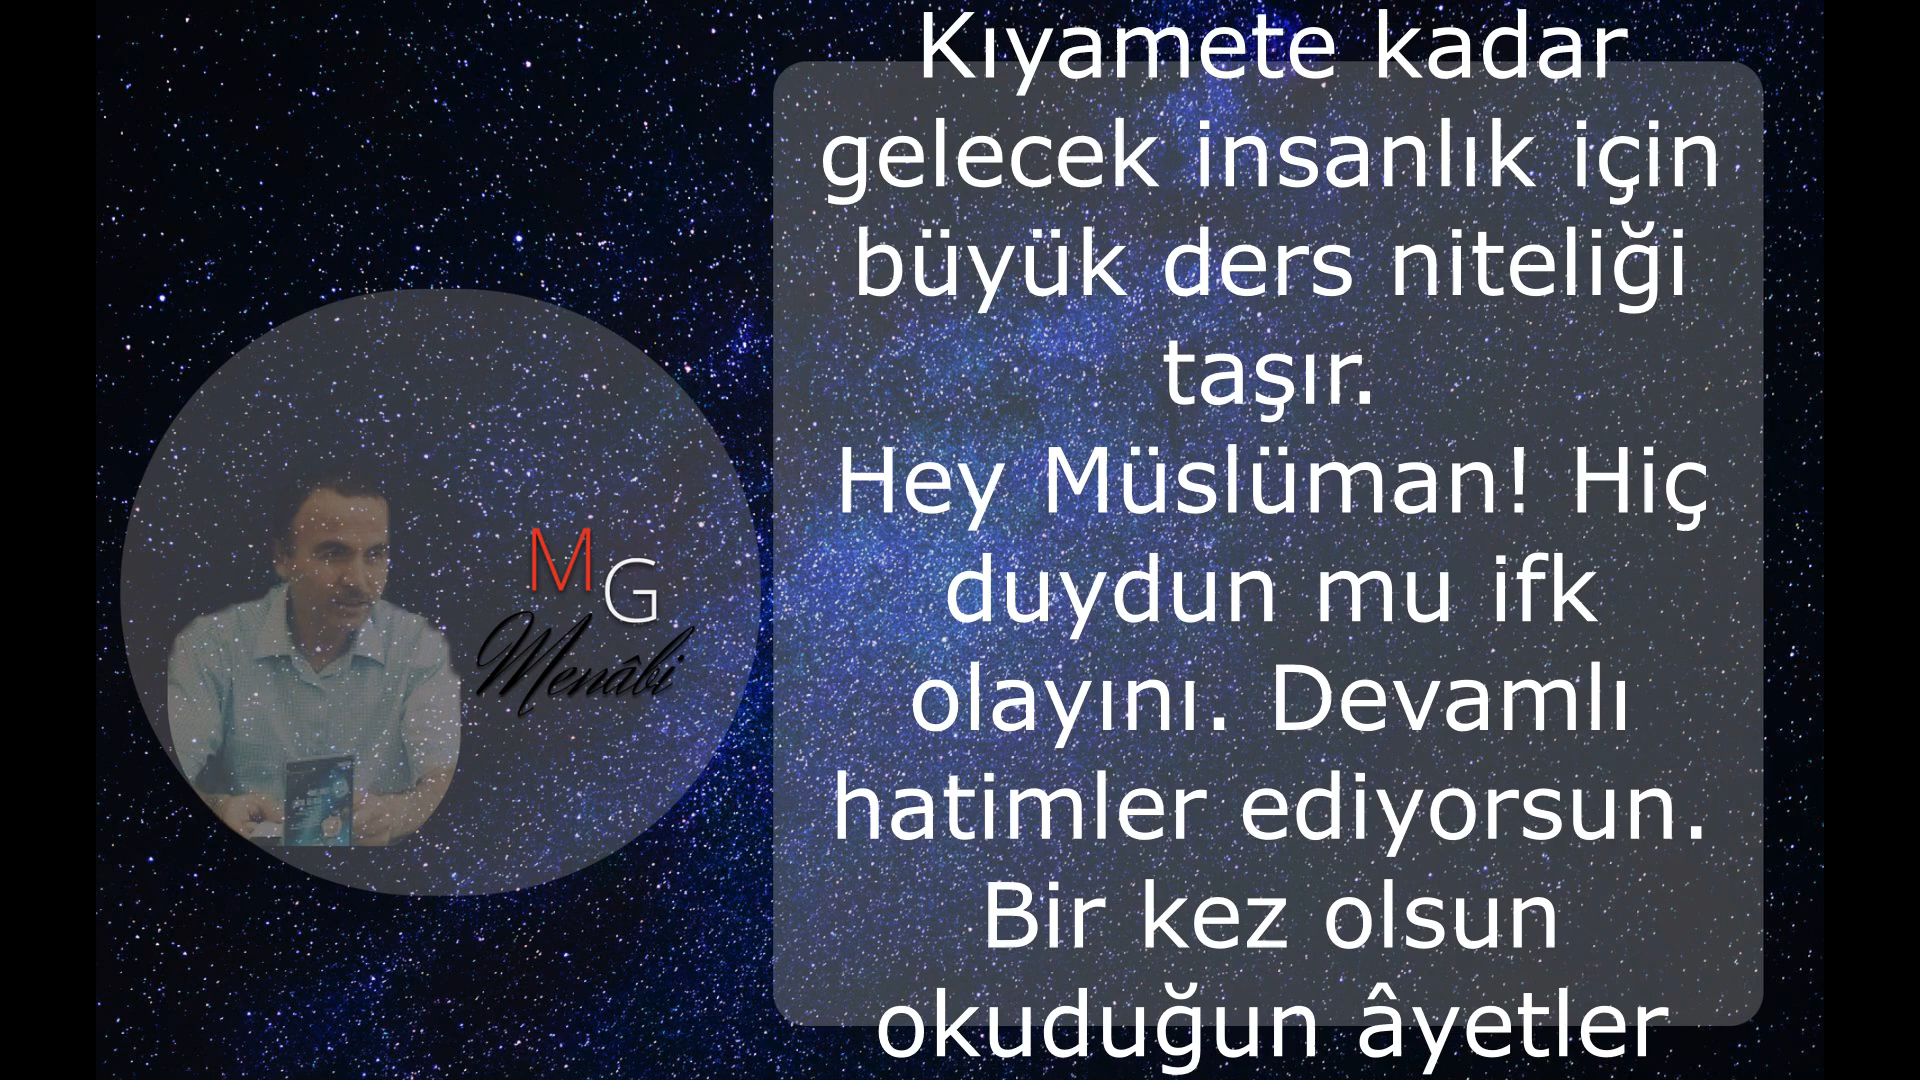 Kıyamete kadar
gelecek insanlık için
büyük ders niteliği
taşır.
Hey Müslüman! Hiç
duydun mu ifk
olayını. Devamlı
hatimler ediyorsun.
Bir kez olsun
okuduğun âyetler
M
G
Menâbi